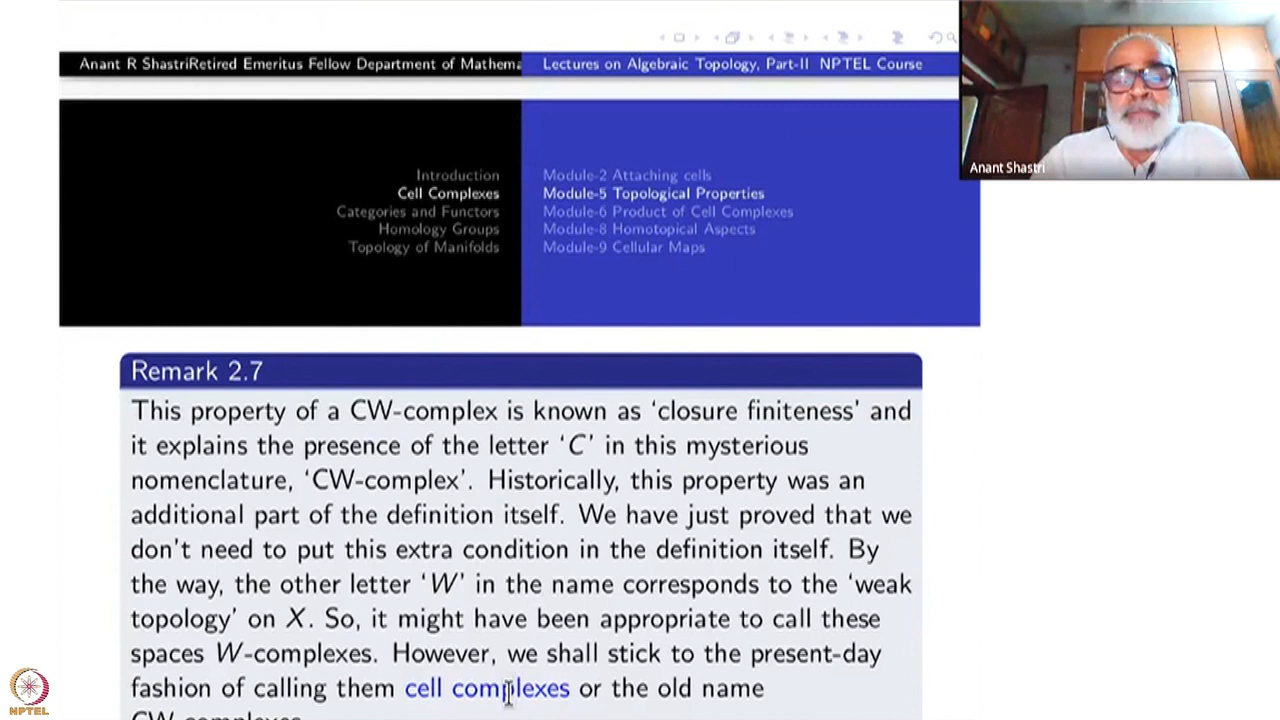 Anant R ShastriRetired Emeritus Fellow Department of Mathema
Lectures on Algebraic Topology, Part-II NPTEL Course
Introduction
Cell Complexes
Categories and Functors
Homology Groups
Topology of Manifolds
Module-2 Attaching cells
Module-5 Topological Properties
Module-6 Product of Cell Complexes
Module-8 Homotopical Aspects
Module-9 Cellular Maps
Anant Shastri
Remark 2.7
This property of a CW-complex is known as ‘closure finiteness’ and
it explains the presence of the letter ‘C’ in this mysterious
nomenclature, ‘CW-complex’. Historically, this property was an
additional part of the definition itself. We have just proved that we
don't need to put this extra condition in the definition itself. By
the way, the other letter ‘W’ in the name corresponds to the ‘weak
topology’ on X. So, it might have been appropriate to call these
spaces W-complexes. However, we shall stick to the present-day
fashion of calling them cell complexes or the old name
CW-complexes.
NPTEL